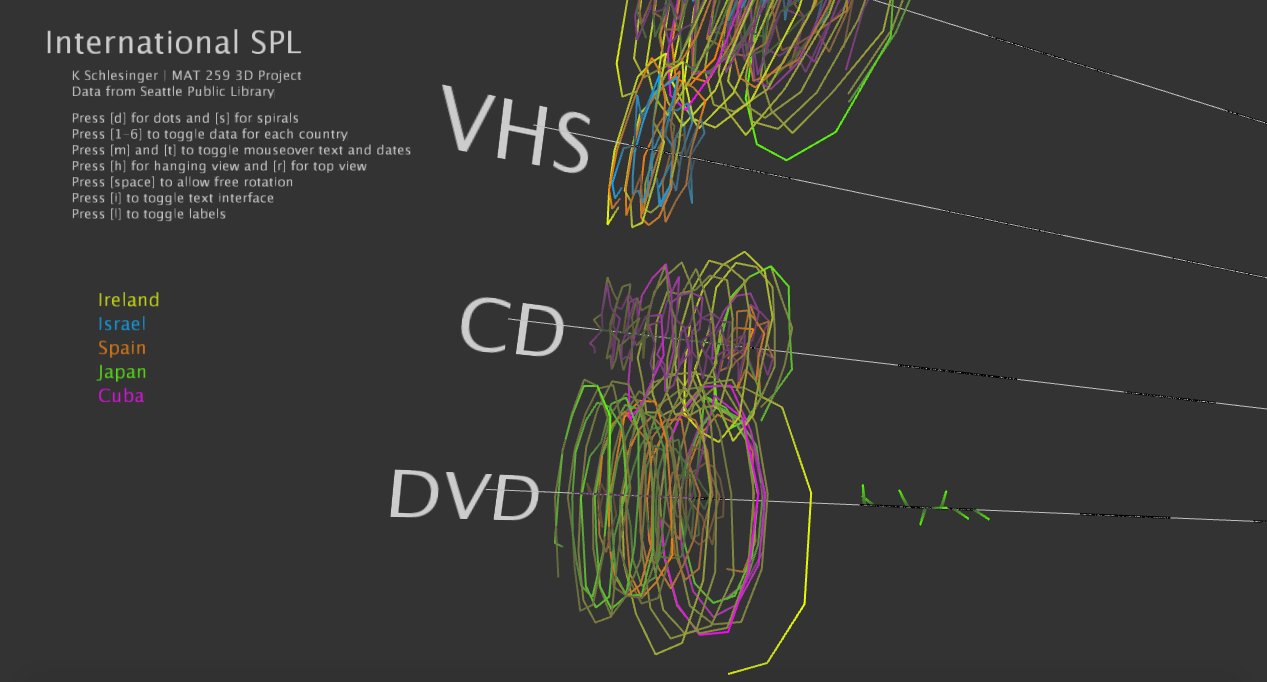 International SPL
K Schlesinger | MAT 259 3D Project
Data from Seattle Public Library
Press [d] for dots and [s] for spirals
Press [1-6] to toggle data for each country
Press [m] and [t] to toggle mouseover text and dates
Press [h] for hanging view and [r] for top view
Press [space] to allow free rotation
Press [i] to toggle text interface
Press [l] to toggle labels
VHS
Ireland
Israel
Spain
Japan
Cuba
CD
DVD